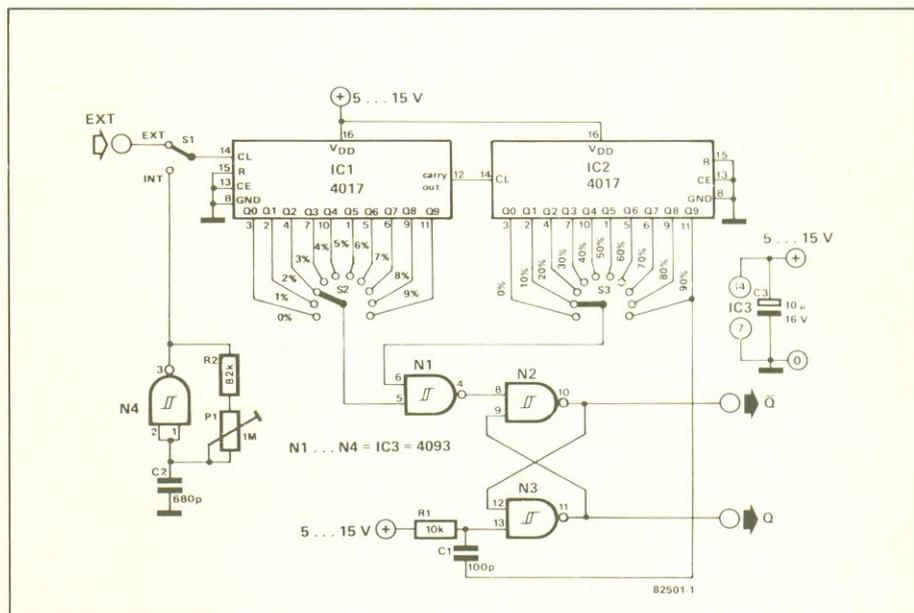 5 ... 15 V
EXT
EXT
S1
INT
14
15
13
8
CL
R
CE
GND
16
VDD
IC1
4017
carry
out
12
14
Q0 Q1 Q2 Q3 Q4 Q5 Q6 Q7 Q8 Q9
3 2 4 7 10 1 5 6 9 11
0%
1%
2%
3%
4%
5%
6%
7%
8%
9%
S2
CL
16
VDD
IC2
4017
R
CE
GND
15
13
8
Q0 Q1 Q2 Q3 Q4 Q5 Q6 Q7 Q8 Q9
3 2 4 7 10 1 5 6 9 11
0%
10%
20%
30%
40%
50%
60%
70%
80%
90%
S3
5 ... 15 V
14
IC3
7
C3
10 µ
16 V
0
3
N4
2 1
R2
82k
P1
1M
C2
680p
N1
6
5
4
N2
8
9
10
Q̄
N1 ... N4 = IC3 = 4093
N3
12
13
11
Q
5 ... 15 V
R1
10k
C1
100p
82501-1